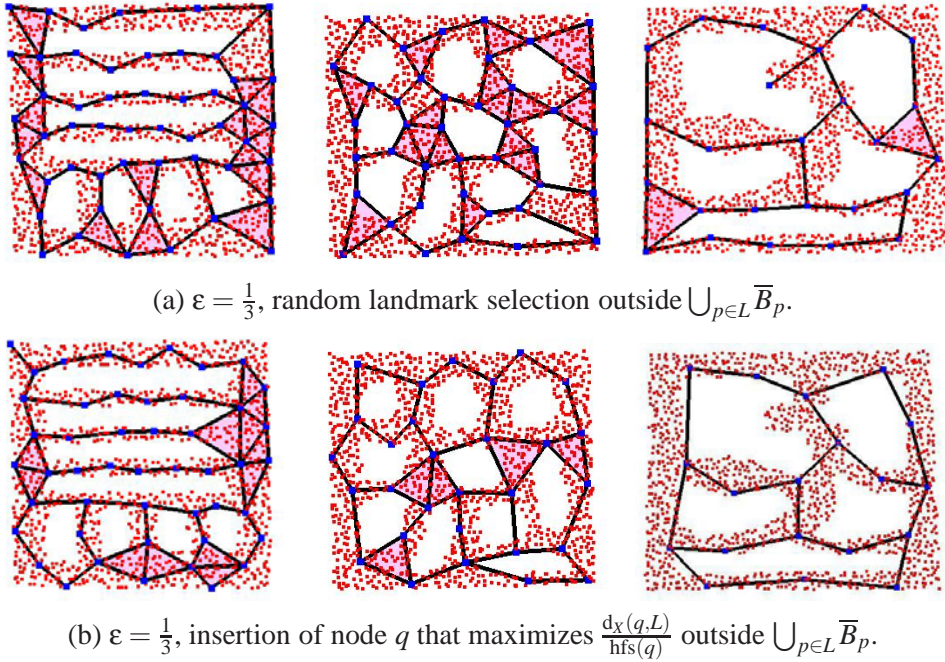 (a) ε = 1/3, random landmark selection outside ⋃_{p∈L} B̅_p.
(b) ε = 1/3, insertion of node q that maximizes d_X(q,L)/hfs(q) outside ⋃_{p∈L} B̅_p.